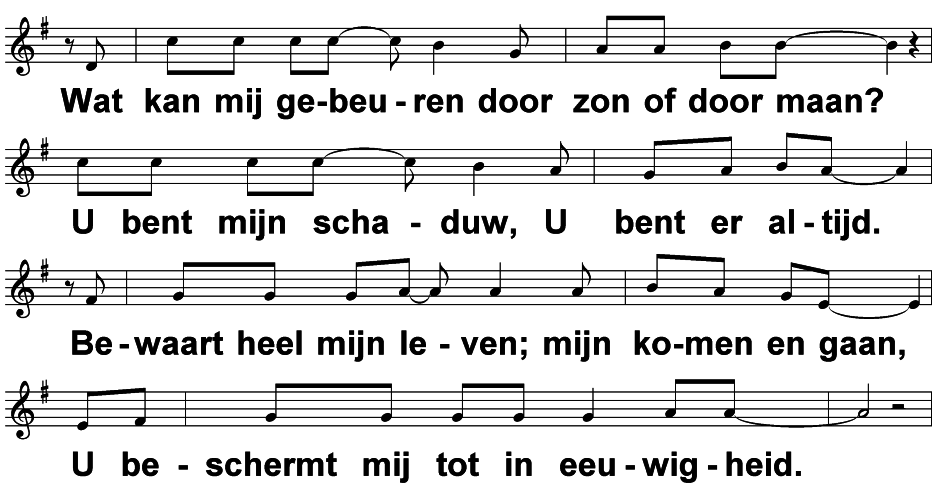 Wat kan mij ge-beu-ren door zon of door maan?
U bent mijn scha-duw, U bent er al-tijd.
Be-waart heel mijn le-ven; mijn ko-men en gaan,
U be-schermt mij tot in eeu-wig-heid.